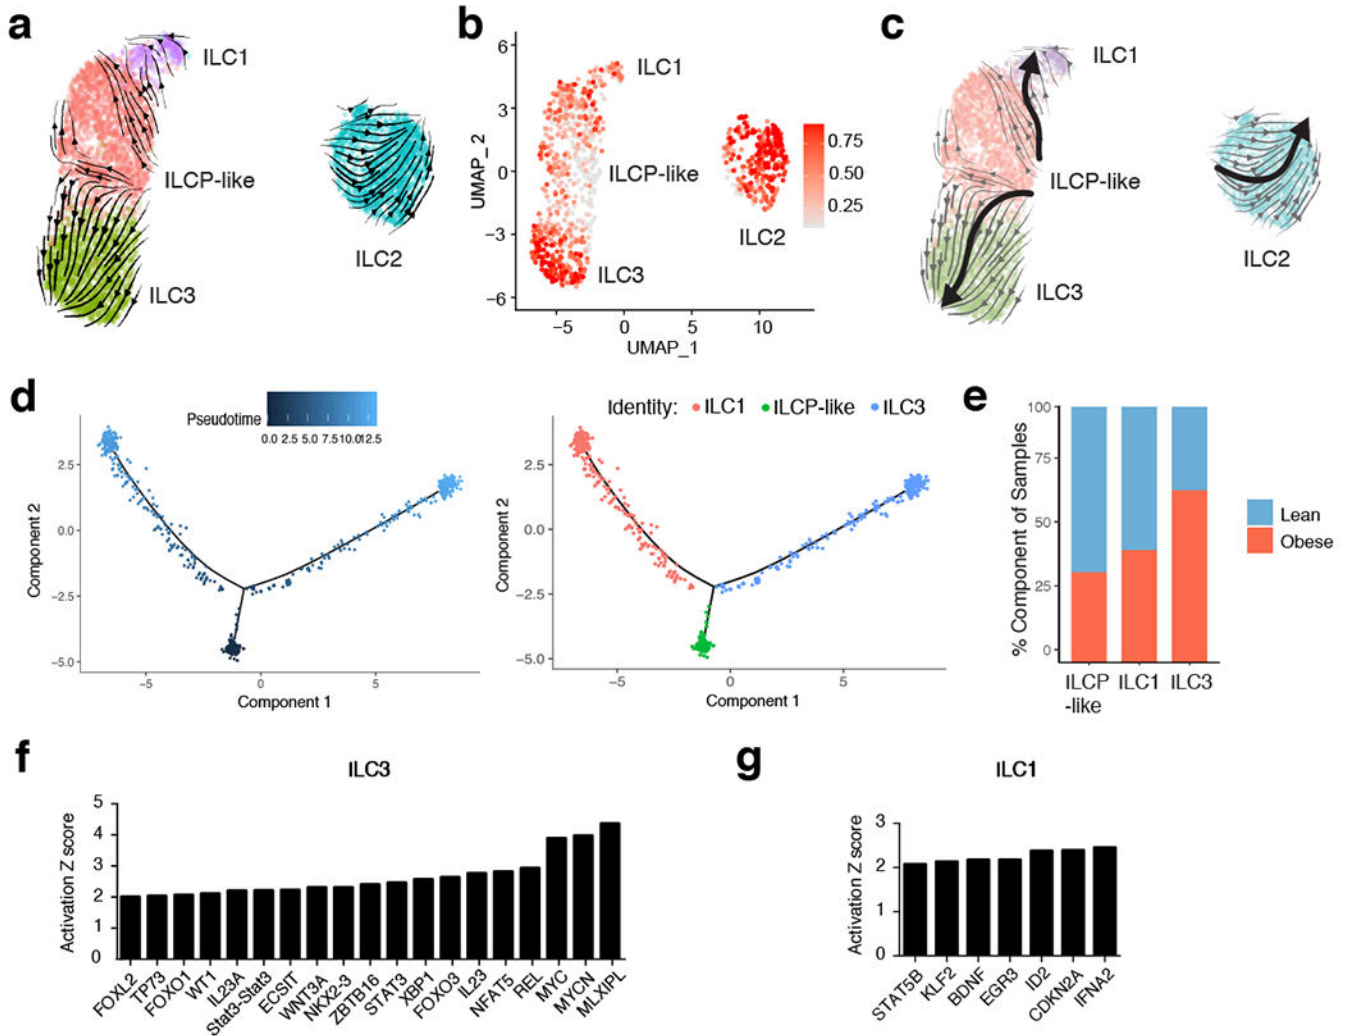 a
ILC1
ILCP-like
ILC3
ILC2
b
UMAP_2
6
3
0
−3
−6
−5 0 5 10
UMAP_1
ILC1
ILCP-like
ILC3
ILC2
0.75
0.50
0.25
c
ILC1
ILCP-like
ILC3
ILC2
d
Pseudotime
0.0 2.5 5.0 7.5 10.0 12.5
Component 2
2.5
0.0
−2.5
−5.0
−5 0 5
Component 1
Identity: ILC1 ILCP-like ILC3
Component 2
2.5
0.0
−2.5
−5.0
−5 0 5
Component 1
e
% Component of Samples
100
75
50
25
0
ILCP-like ILC1 ILC3
Lean
Obese
f
ILC3
Activation Z score
5
4
3
2
1
0
FOXL2 TP73 FOXO1 WT1 IL23A Stat3-Stat3 ECSIT WNT3A NKX2-3 ZBTB16 STAT3 XBP1 FOXO3 IL23 NFAT5 REL MYC MYCN MLXIPL
g
ILC1
Activation Z score
3
2
1
0
STAT5B KLF2 BDNF EGR3 ID2 CDKN2A IFNA2